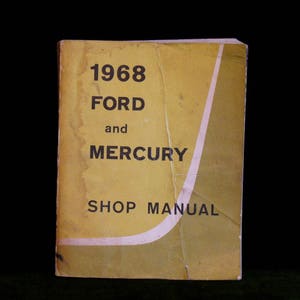 1968
FORD
and
MERCURY
SHOP MANUAL